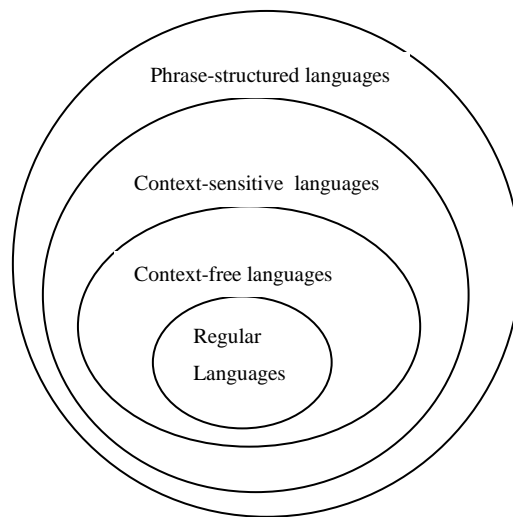 Phrase-structured languages
Context-sensitive languages
Context-free languages
Regular
Languages